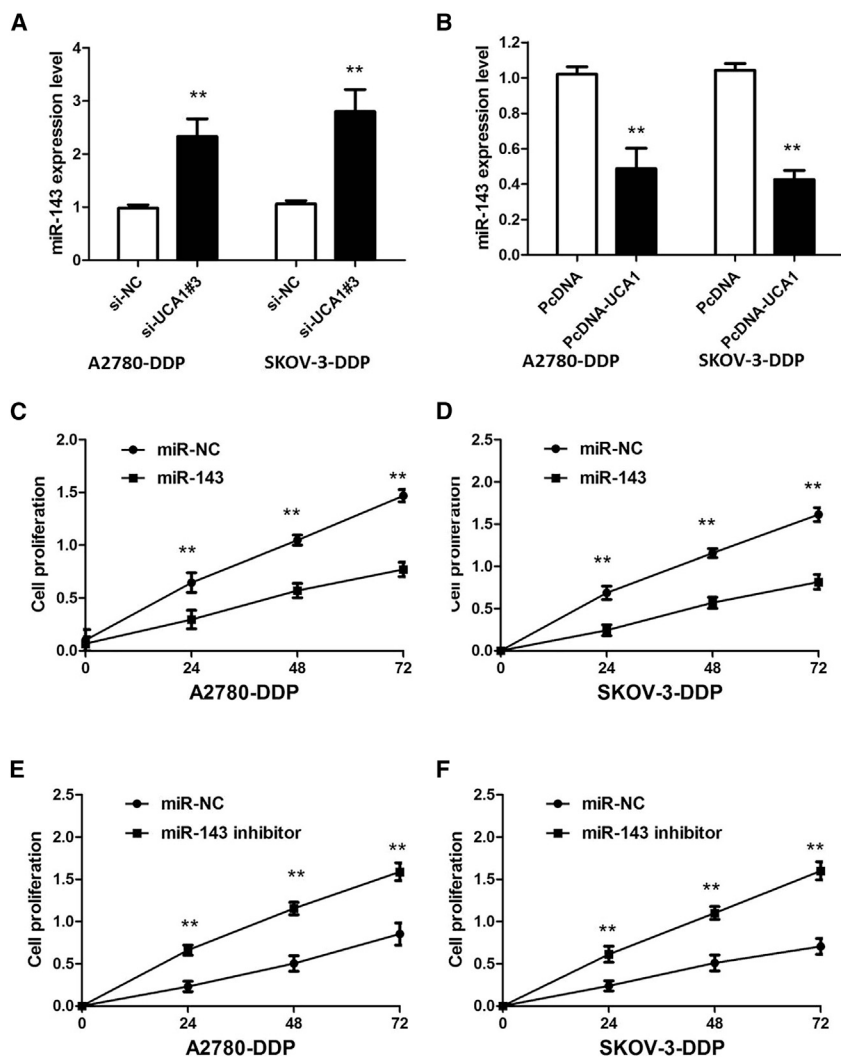 A
miR-143 expression level
4
3
2
1
0
**
**
si-NC
si-UCA1#3
si-NC
si-UCA1#3
A2780-DDP
SKOV-3-DDP
B
miR-143 expression level
1.2
1.0
0.8
0.6
0.4
0.2
0.0
**
**
PcDNA
PcDNA-UCA1
PcDNA
PcDNA-UCA1
A2780-DDP
SKOV-3-DDP
C
Cell proliferation
2.0
1.5
1.0
0.5
0.0
miR-NC
miR-143
**
**
**
0
24
48
72
A2780-DDP
D
Cell proliferation
2.5
2.0
1.5
1.0
0.5
0.0
miR-NC
miR-143
**
**
**
0
24
48
72
SKOV-3-DDP
E
Cell proliferation
2.5
2.0
1.5
1.0
0.5
0.0
miR-NC
miR-143 inhibitor
**
**
**
0
24
48
72
A2780-DDP
F
Cell proliferation
2.5
2.0
1.5
1.0
0.5
0.0
miR-NC
miR-143 inhibitor
**
**
**
0
24
48
72
SKOV-3-DDP